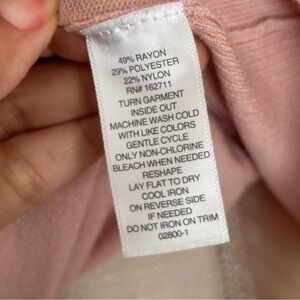 49% RAYON
29% POLYESTER
22% NYLON
RN# 162711
TURN GARMENT
INSIDE OUT
MACHINE WASH COLD
WITH LIKE COLORS
GENTLE CYCLE
ONLY NON-CHLORINE
BLEACH WHEN NEEDED
RESHAPE
LAY FLAT TO DRY
COOL IRON
ON REVERSE SIDE
IF NEEDED
DO NOT IRON ON TRIM
02800-1